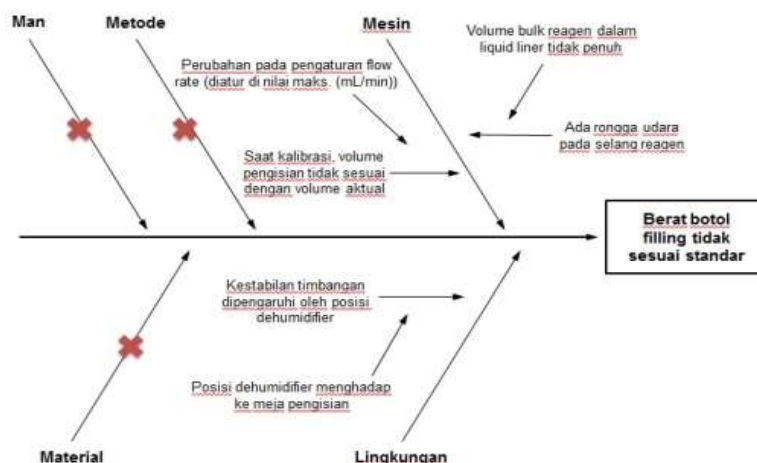 Man
Metode
Mesin
Volume bulk reagen dalam
liquid liner tidak penuh
Perubahan pada pengaturan flow
rate (diatur di nilai maks. (mL/min))
Ada rongga udara
pada selang reagen
Saat kalibrasi, volume
pengisian tidak sesuai
dengan volume aktual
Berat botol
filling tidak
sesuai standar
Kestabilan timbangan
dipengaruhi oleh posisi
dehumidifier
Posisi dehumidifier menghadap
ke meja pengisian
Material
Lingkungan